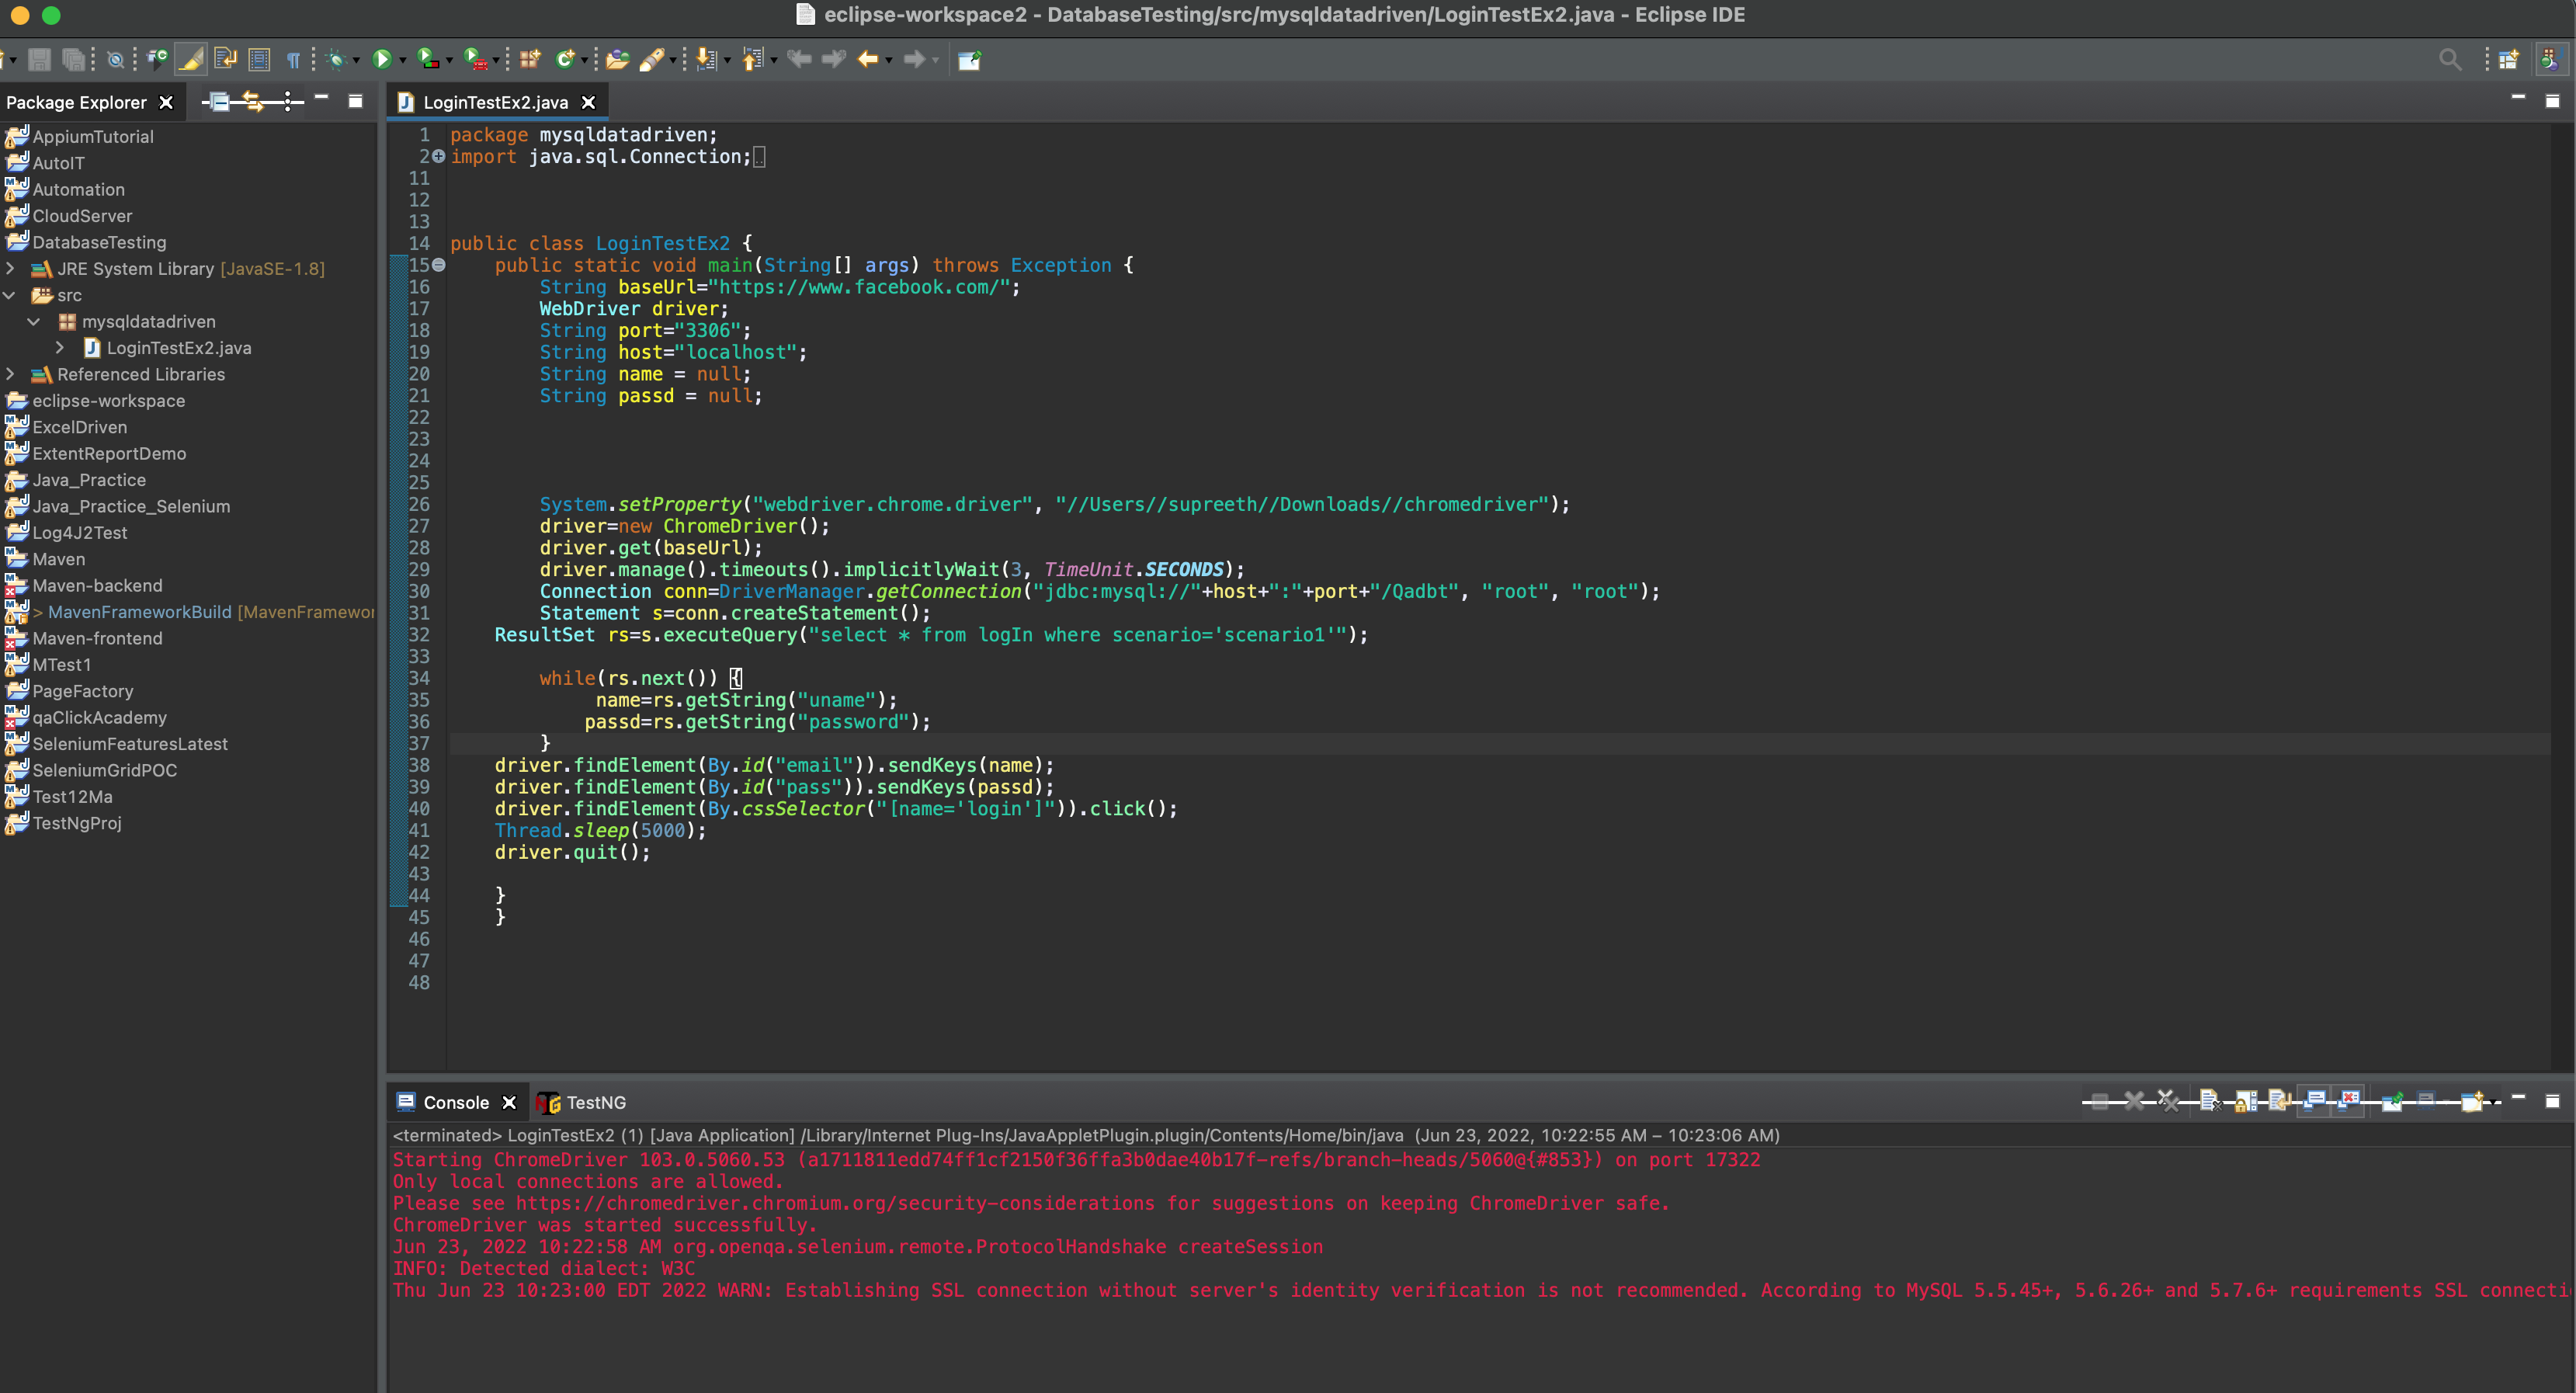 eclipse-workspace2 - DatabaseTesting/src/mysqldatadriven/LoginTestEx2.java - Eclipse IDE
Package Explorer
AppiumTutorial
AutoIT
Automation
CloudServer
DatabaseTesting
JRE System Library [JavaSE-1.8]
src
mysqldatadriven
LoginTestEx2.java
Referenced Libraries
eclipse-workspace
ExcelDriven
ExtentReportDemo
Java_Practice
Java_Practice_Selenium
Log4J2Test
Maven
Maven-backend
> MavenFrameworkBuild [MavenFramewor
Maven-frontend
MTest1
PageFactory
qaClickAcademy
SeleniumFeaturesLatest
SeleniumGridPOC
Test12Ma
TestNgProj
LoginTestEx2.java
1 package mysqldatadriven;
2 import java.sql.Connection;
11
12
13
14 public class LoginTestEx2 {
15 public static void main(String[] args) throws Exception {
16 String baseUrl="https://www.facebook.com/";
17 WebDriver driver;
18 String port="3306";
19 String host="localhost";
20 String name = null;
21 String passd = null;
22
23
24
25
26 System.setProperty("webdriver.chrome.driver", "//Users//supreeth//Downloads//chromedriver");
27 driver=new ChromeDriver();
28 driver.get(baseUrl);
29 driver.manage().timeouts().implicitlyWait(3, TimeUnit.SECONDS);
30 Connection conn=DriverManager.getConnection("jdbc:mysql://"+host+":"+port+"/Qadbt", "root", "root");
31 Statement s=conn.createStatement();
32 ResultSet rs=s.executeQuery("select * from logIn where scenario='scenario1'");
33
34 while(rs.next()) {
35 name=rs.getString("uname");
36 passd=rs.getString("password");
37 }
38 driver.findElement(By.id("email")).sendKeys(name);
39 driver.findElement(By.id("pass")).sendKeys(passd);
40 driver.findElement(By.cssSelector("[name='login']")).click();
41 Thread.sleep(5000);
42 driver.quit();
43
44 }
45 }
46
47
48
Console
TestNG
<terminated> LoginTestEx2 (1) [Java Application] /Library/Internet Plug-Ins/JavaAppletPlugin.plugin/Contents/Home/bin/java (Jun 23, 2022, 10:22:55 AM – 10:23:06 AM)
Starting ChromeDriver 103.0.5060.53 (a1711811edd74ff1cf2150f36ffa3b0dae40b17f-refs/branch-heads/5060@{#853}) on port 17322
Only local connections are allowed.
Please see https://chromedriver.chromium.org/security-considerations for suggestions on keeping ChromeDriver safe.
ChromeDriver was started successfully.
Jun 23, 2022 10:22:58 AM org.openqa.selenium.remote.ProtocolHandshake createSession
INFO: Detected dialect: W3C
Thu Jun 23 10:23:00 EDT 2022 WARN: Establishing SSL connection without server's identity verification is not recommended. According to MySQL 5.5.45+, 5.6.26+ and 5.7.6+ requirements SSL connecti